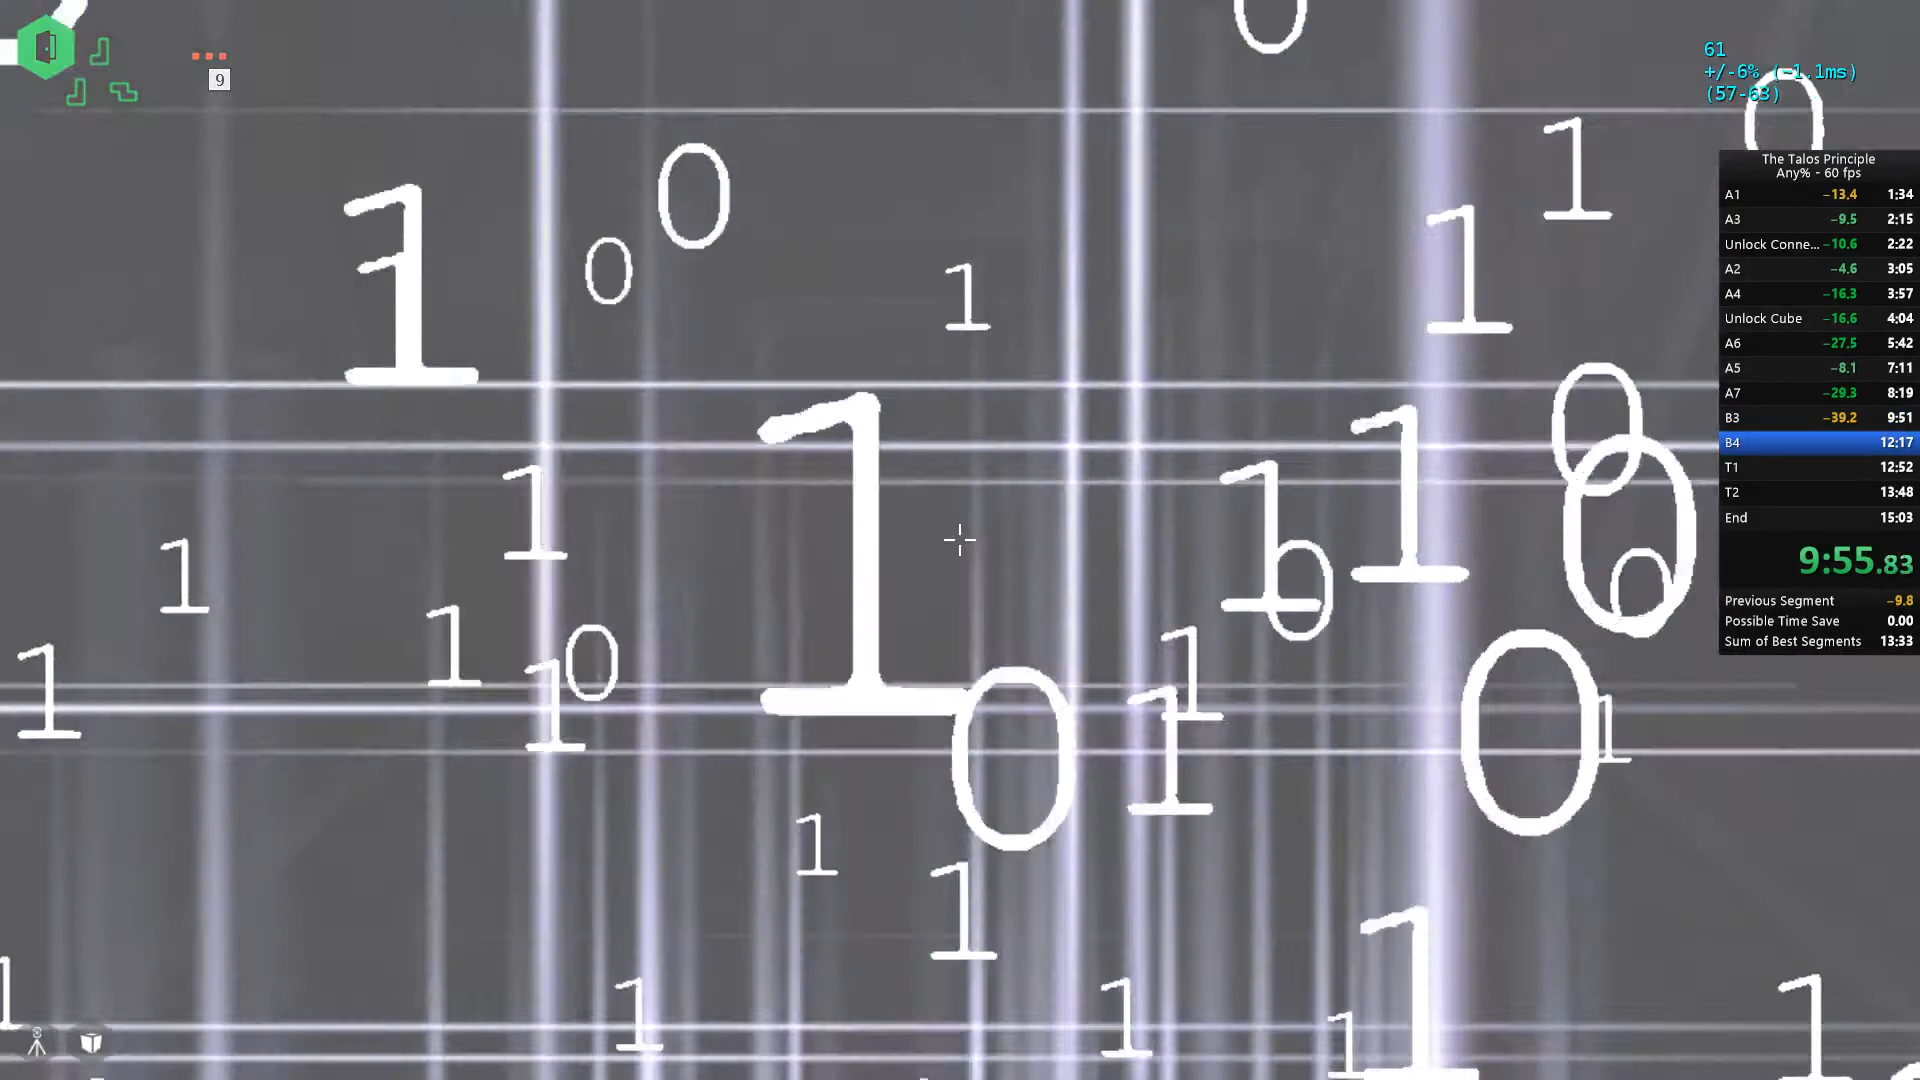 61
+/-6% (-1.1ms)
(57-63)
9
The Talos Principle
Any% - 60 fps
A1 -13.4 1:34
A3 -9.5 2:15
Unlock Conne... -10.6 2:22
A2 -4.6 3:05
A4 -16.3 3:57
Unlock Cube -16.6 4:04
A6 -27.5 5:42
A5 -8.1 7:11
A7 -29.3 8:19
B3 -39.2 9:51
B4 12:17
T1 12:52
T2 13:48
End 15:03
9:55.83
Previous Segment -9.8
Possible Time Save 0.00
Sum of Best Segments 13:33